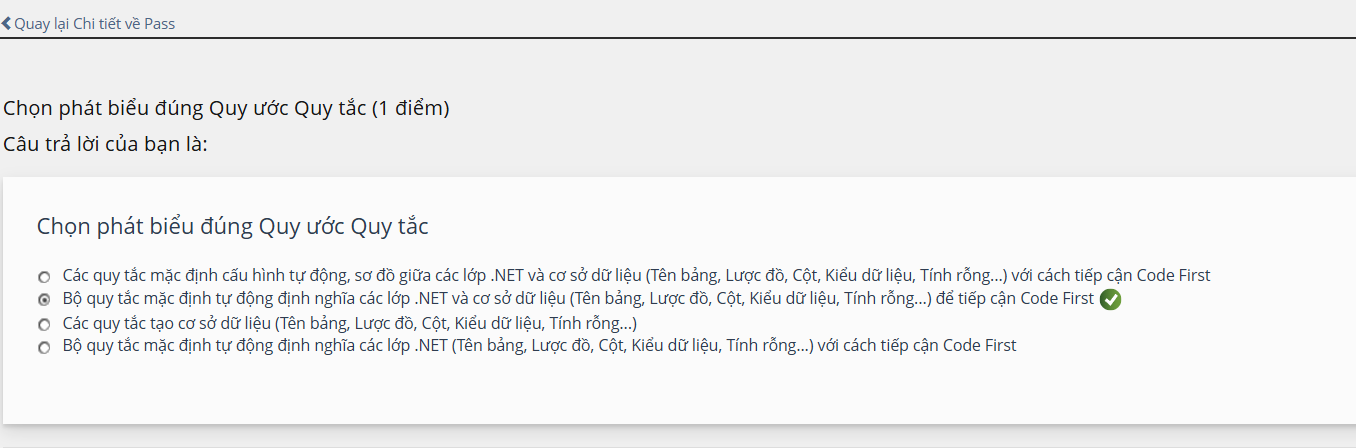 Quay lại Chi tiết về Pass
Chọn phát biểu đúng Quy ước Quy tắc (1 điểm)
Câu trả lời của bạn là:
Chọn phát biểu đúng Quy ước Quy tắc
Các quy tắc mặc định cấu hình tự động, sơ đồ giữa các lớp .NET và cơ sở dữ liệu (Tên bảng, Lược đồ, Cột, Kiểu dữ liệu, Tính rỗng...) với cách tiếp cận Code First
Bộ quy tắc mặc định tự động định nghĩa các lớp .NET và cơ sở dữ liệu (Tên bảng, Lược đồ, Cột, Kiểu dữ liệu, Tính rỗng...) để tiếp cận Code First
Các quy tắc tạo cơ sở dữ liệu (Tên bảng, Lược đồ, Cột, Kiểu dữ liệu, Tính rỗng...)
Bộ quy tắc mặc định tự động định nghĩa các lớp .NET (Tên bảng, Lược đồ, Cột, Kiểu dữ liệu, Tính rỗng...) với cách tiếp cận Code First